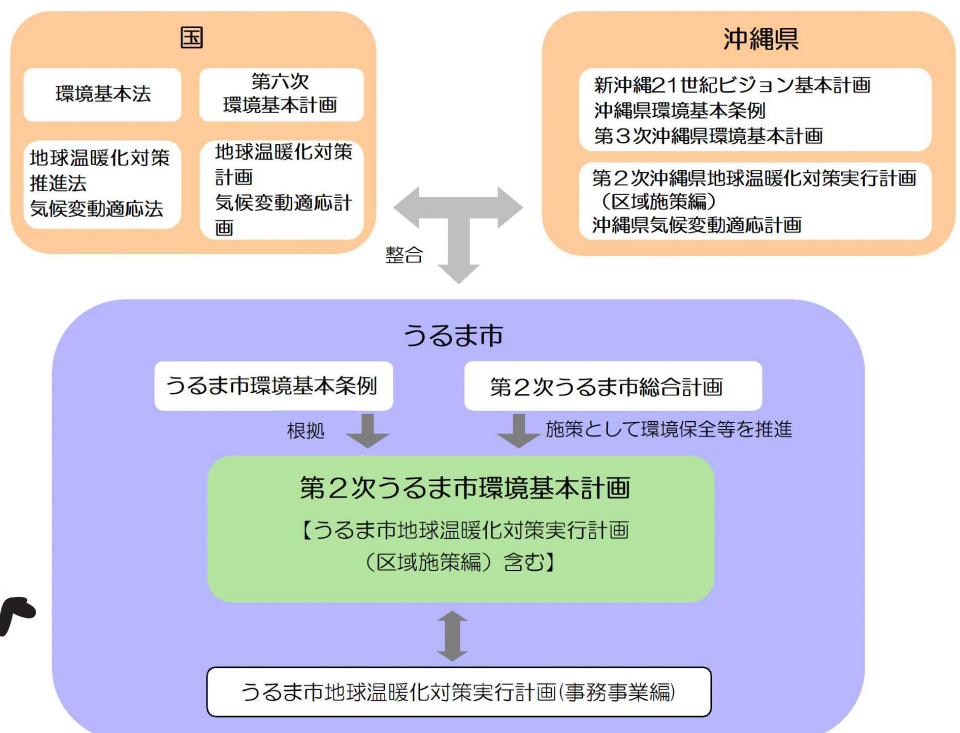 国
環境基本法
第六次
環境基本計画
地球温暖化対策
推進法
気候変動適応法
地球温暖化対策
計画
気候変動適応計
画
沖縄県
新沖縄21世紀ビジョン基本計画
沖縄県環境基本条例
第3次沖縄県環境基本計画
第2次沖縄県地球温暖化対策実行計画
（区域施策編）
沖縄県気候変動適応計画
整合
うるま市
うるま市環境基本条例
第2次うるま市総合計画
根拠
施策として環境保全等を推進
第2次うるま市環境基本計画
【うるま市地球温暖化対策実行計画
（区域施策編）含む】
うるま市地球温暖化対策実行計画(事務事業編)